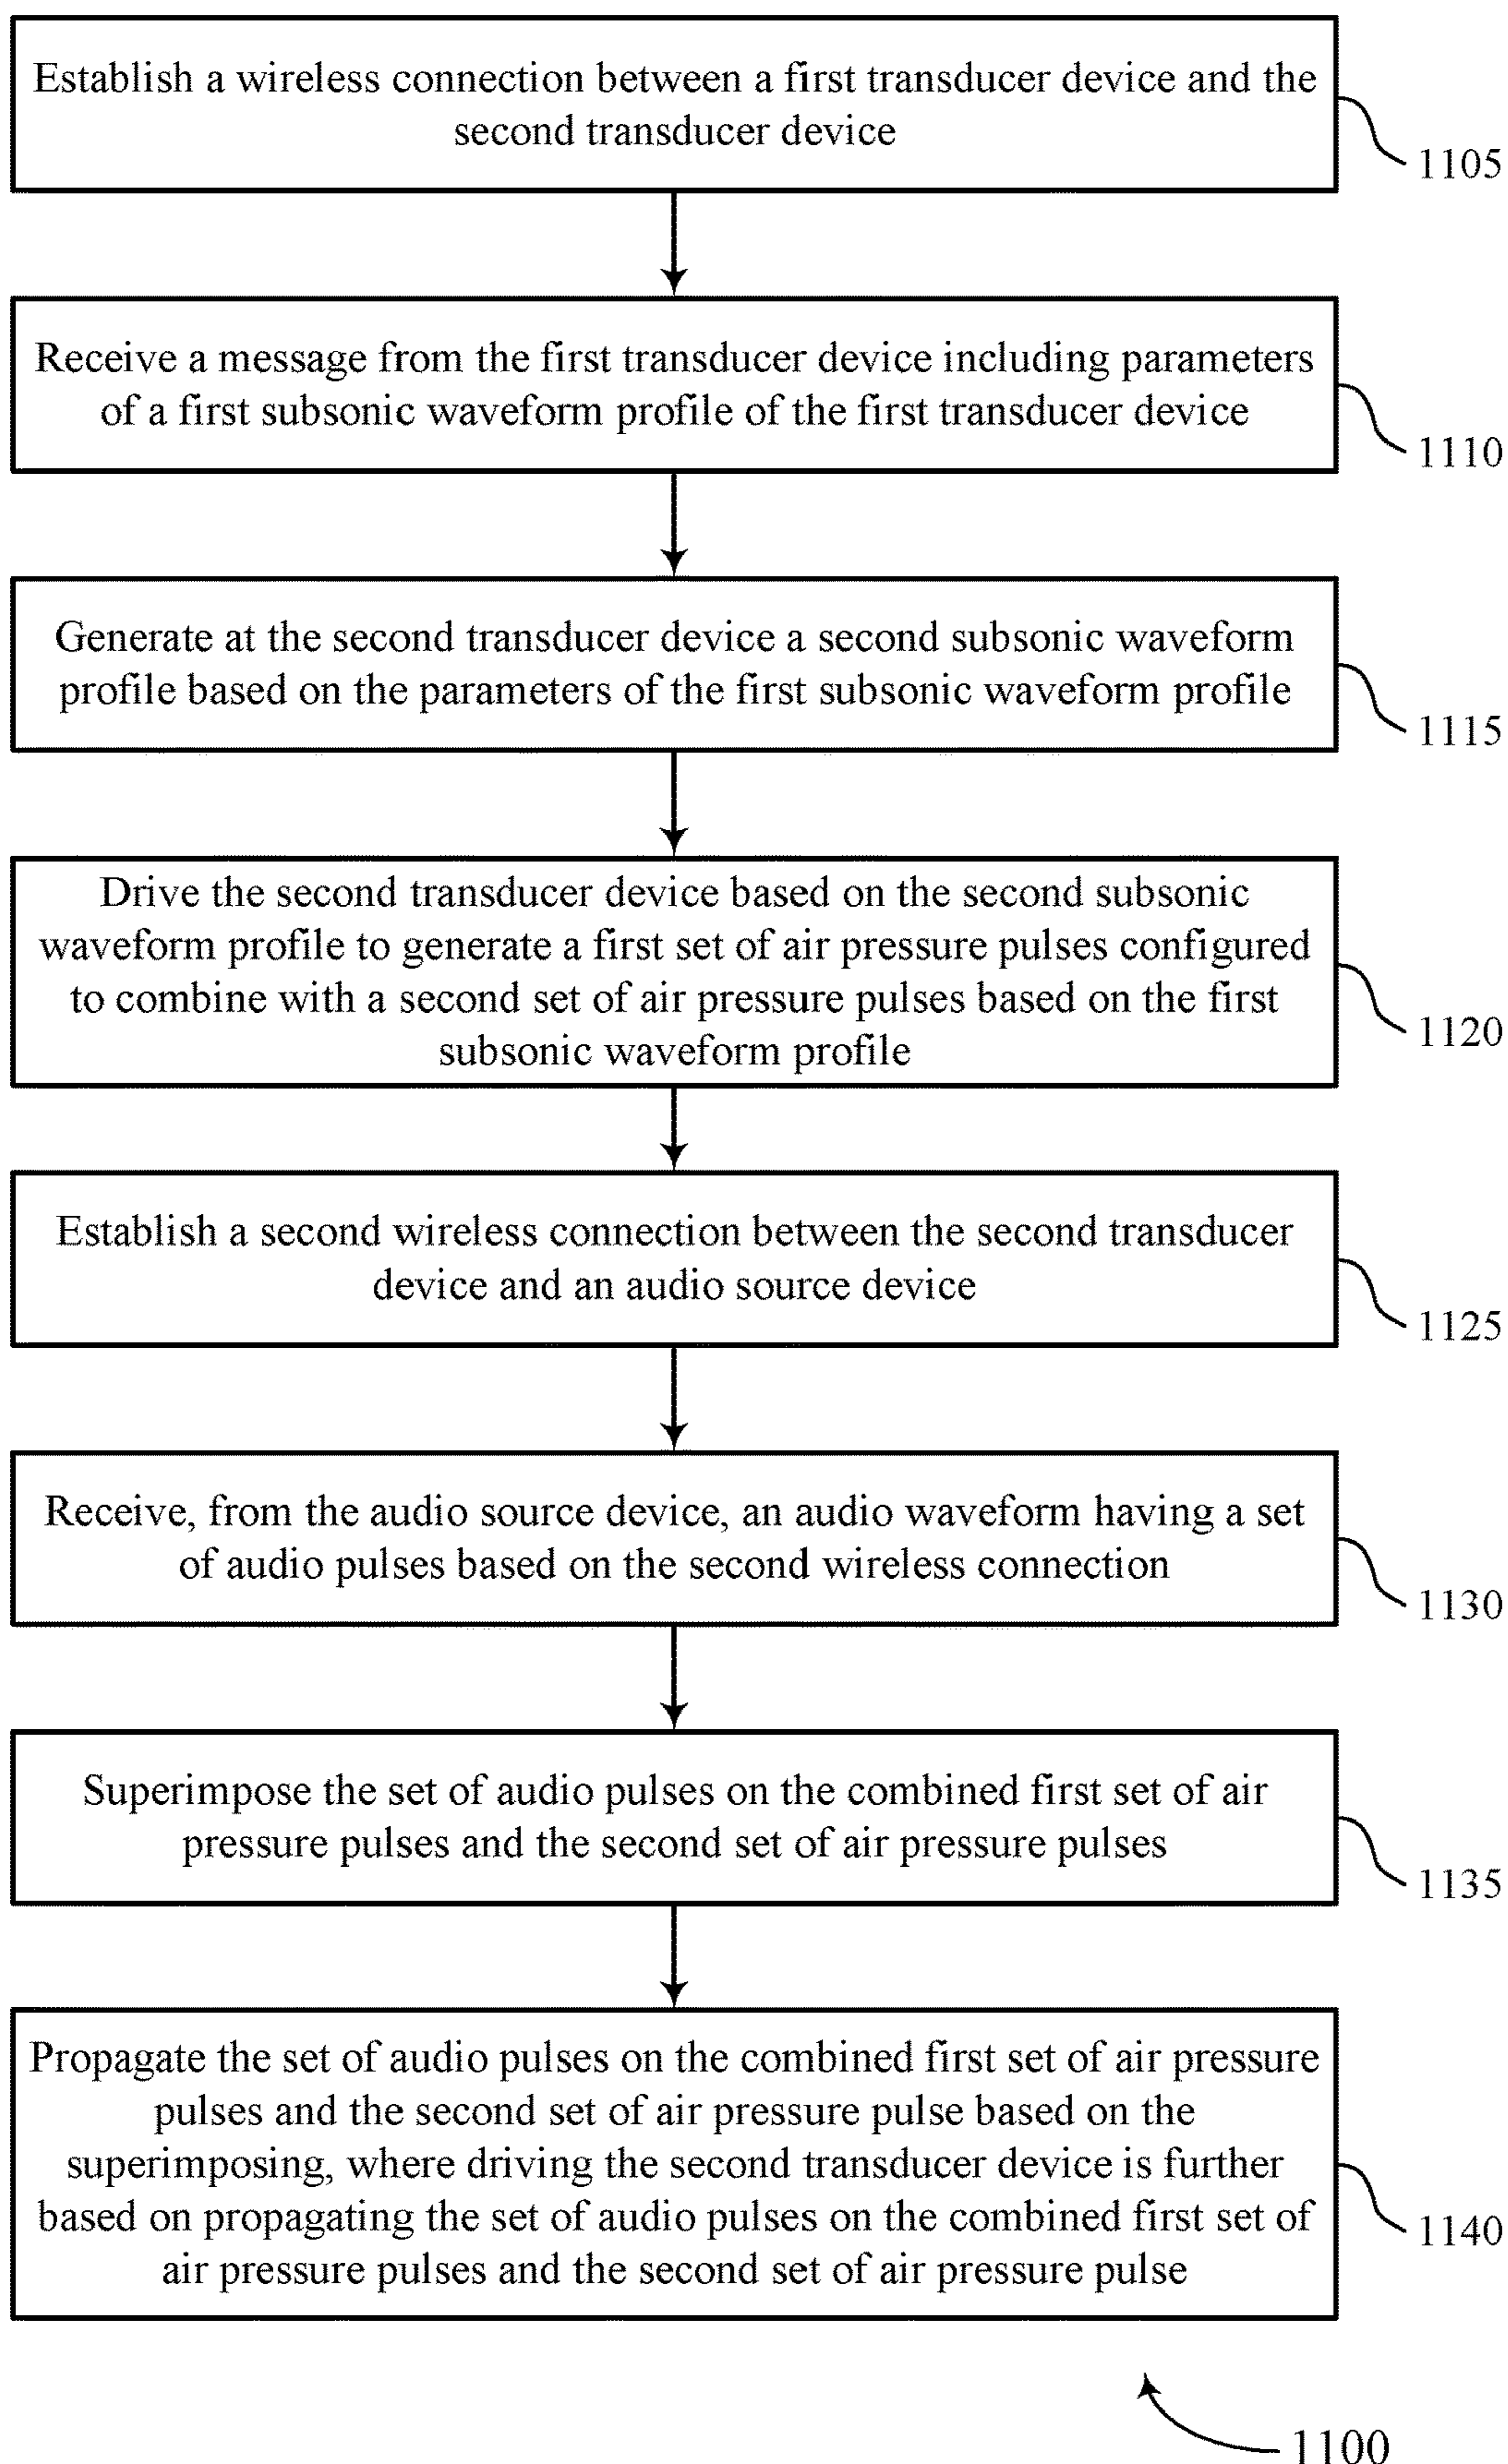 Establish a wireless connection between a first transducer device and the
second transducer device
1105
Receive a message from the first transducer device including parameters
of a first subsonic waveform profile of the first transducer device
1110
Generate at the second transducer device a second subsonic waveform
profile based on the parameters of the first subsonic waveform profile
1115
Drive the second transducer device based on the second subsonic
waveform profile to generate a first set of air pressure pulses configured
to combine with a second set of air pressure pulses based on the first
subsonic waveform profile
1120
Establish a second wireless connection between the second transducer
device and an audio source device
1125
Receive, from the audio source device, an audio waveform having a set
of audio pulses based on the second wireless connection
1130
Superimpose the set of audio pulses on the combined first set of air
pressure pulses and the second set of air pressure pulses
1135
Propagate the set of audio pulses on the combined first set of air pressure
pulses and the second set of air pressure pulse based on the
superimposing, where driving the second transducer device is further
based on propagating the set of audio pulses on the combined first set of
air pressure pulses and the second set of air pressure pulse
1140
1100